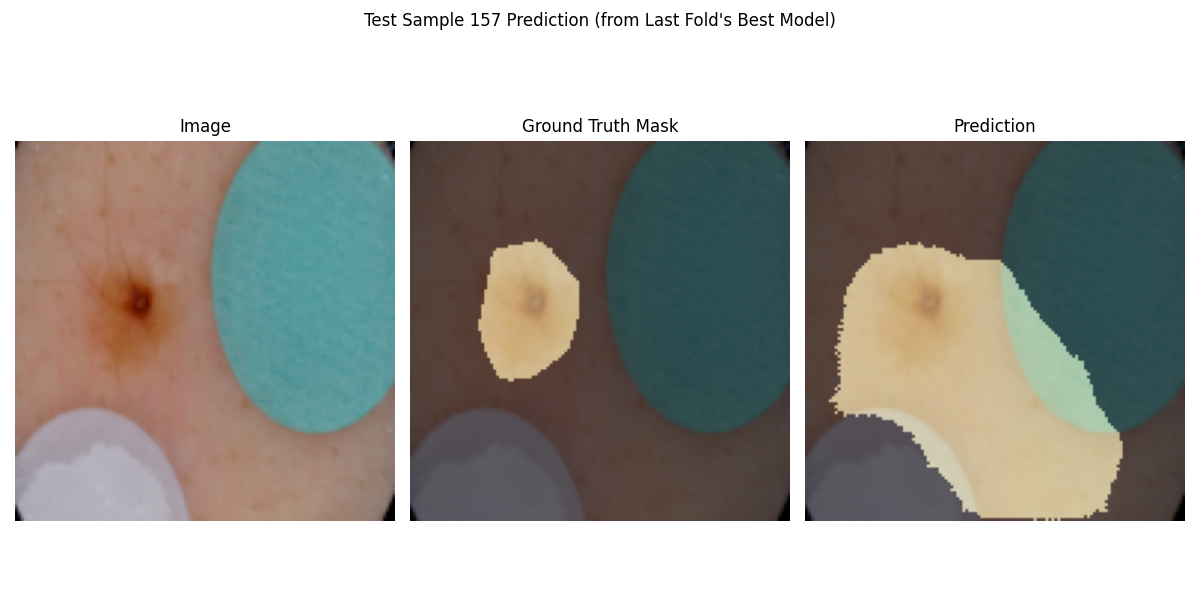 Test Sample 157 Prediction (from Last Fold's Best Model)
Image
Ground Truth Mask
Prediction